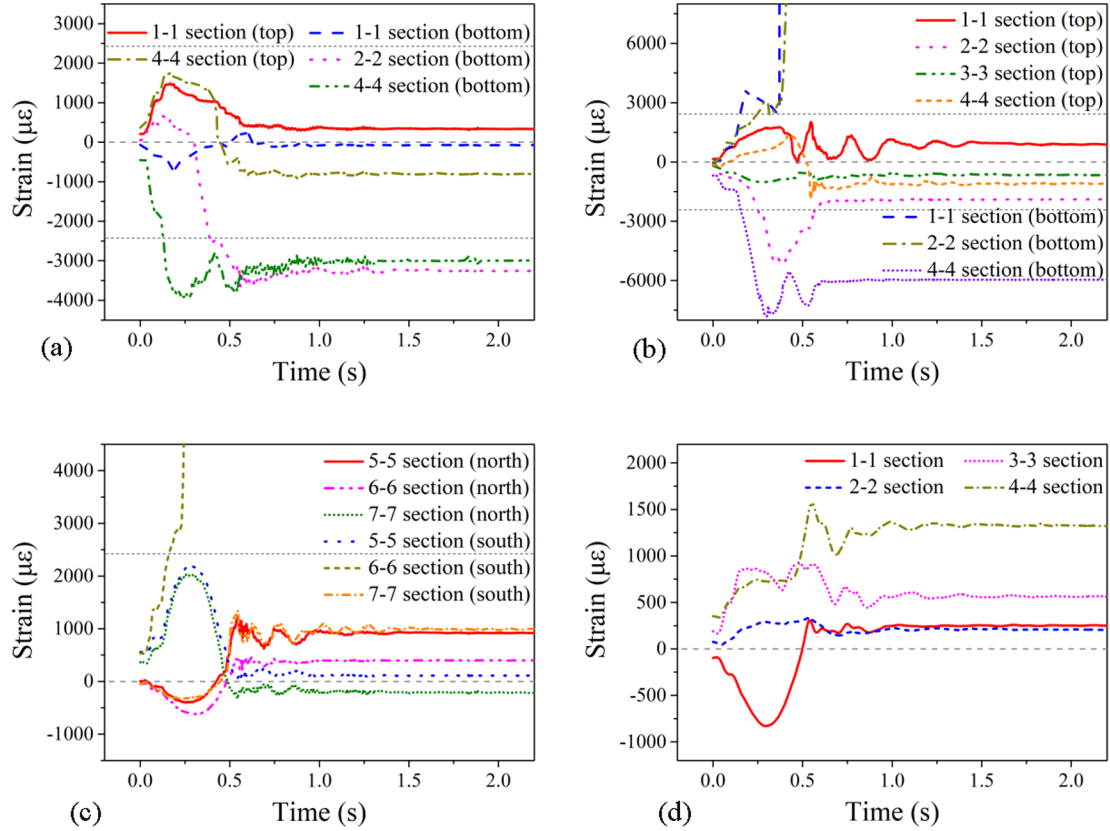 3000
2000
1000
0
-1000
-2000
-3000
-4000
Strain (με)
1-1 section (top)
1-1 section (bottom)
4-4 section (top)
2-2 section (bottom)
4-4 section (bottom)
0.0 0.5 1.0 1.5 2.0
Time (s)
(a)
6000
3000
0
-3000
-6000
Strain (με)
1-1 section (top)
2-2 section (top)
3-3 section (top)
4-4 section (top)
1-1 section (bottom)
2-2 section (bottom)
4-4 section (bottom)
0.0 0.5 1.0 1.5 2.0
Time (s)
(b)
4000
3000
2000
1000
0
-1000
Strain (με)
5-5 section (north)
6-6 section (north)
7-7 section (north)
5-5 section (south)
6-6 section (south)
7-7 section (south)
0.0 0.5 1.0 1.5 2.0
Time (s)
(c)
2000
1500
1000
500
0
-500
-1000
Strain (με)
1-1 section
3-3 section
2-2 section
4-4 section
0.0 0.5 1.0 1.5 2.0
Time (s)
(d)